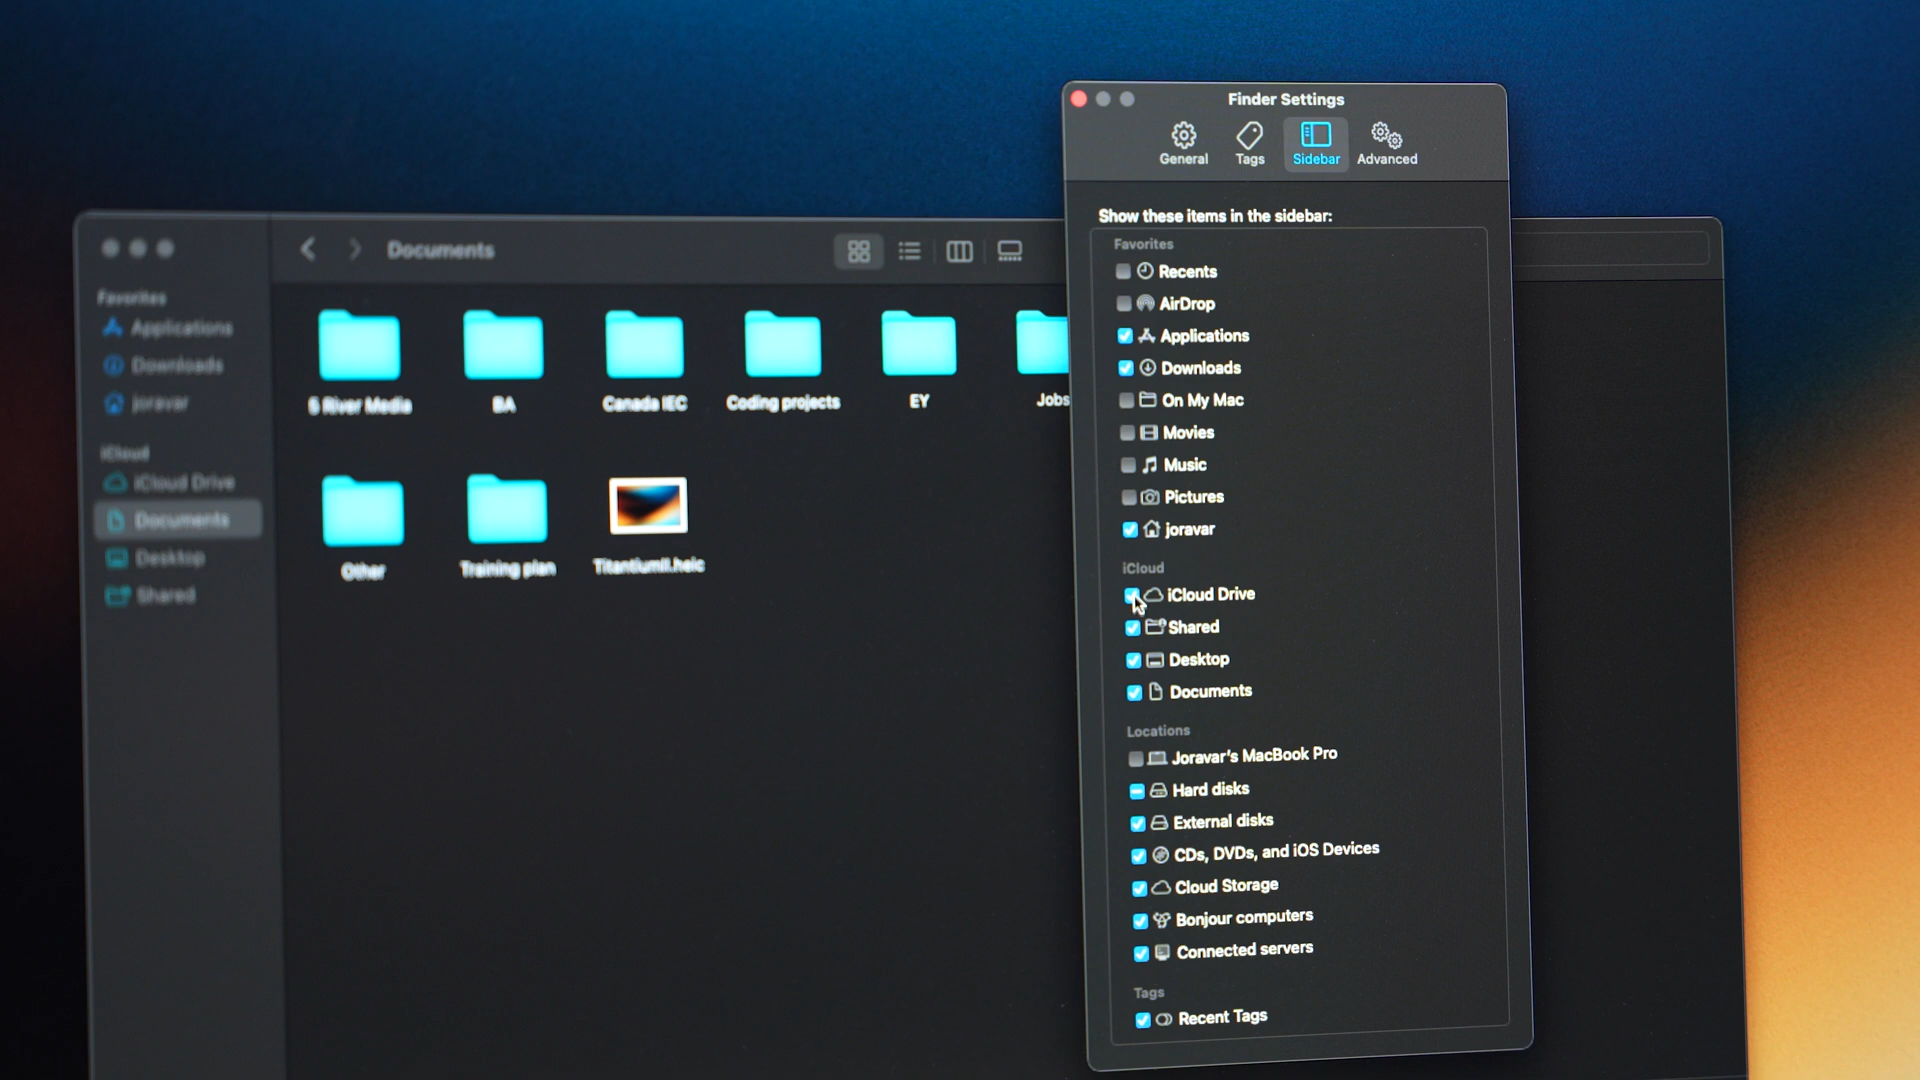 Finder Settings
General
Tags
Sidebar
Advanced
Show these items in the sidebar:
Favorites
Recents
AirDrop
Applications
Downloads
On My Mac
Movies
Music
Pictures
joravar
iCloud
iCloud Drive
Shared
Desktop
Documents
Locations
Joravar's MacBook Pro
Hard disks
External disks
CDs, DVDs, and iOS Devices
Cloud Storage
Bonjour computers
Connected servers
Tags
Recent Tags
Documents
Favorites
Applications
Downloads
joravar
iCloud
iCloud Drive
Documents
Desktop
Shared
5 River Media
BA
Canada IEC
Coding projects
EY
Jobs
Other
Training plan
TitantiumII.heic